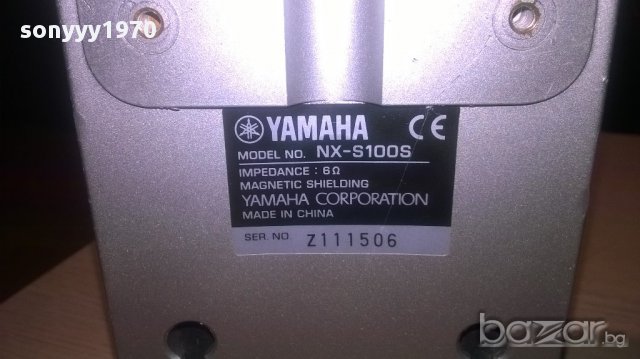 sonyyy1970
YAMAHA CE
MODEL NO. NX-S100S
IMPEDANCE : 6Ω
MAGNETIC SHIELDING
YAMAHA CORPORATION
MADE IN CHINA
SER. NO. Z111506
bazar.bg